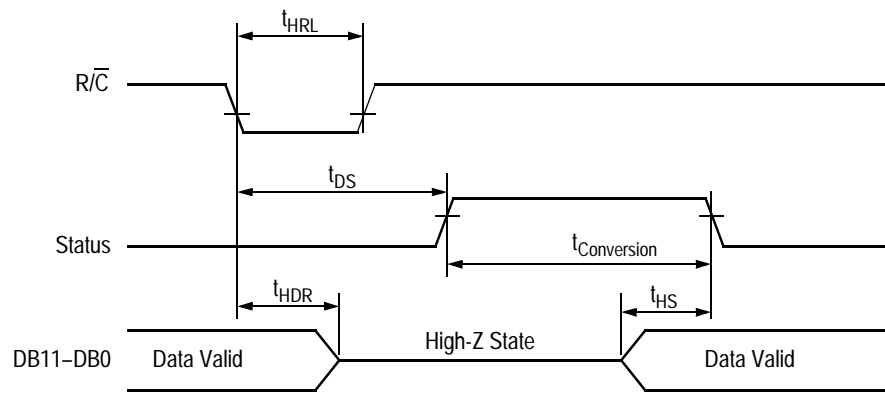 tHRL
R/C̅
tDS
Status
tConversion
tHDR
tHS
High-Z State
DB11–DB0
Data Valid
Data Valid